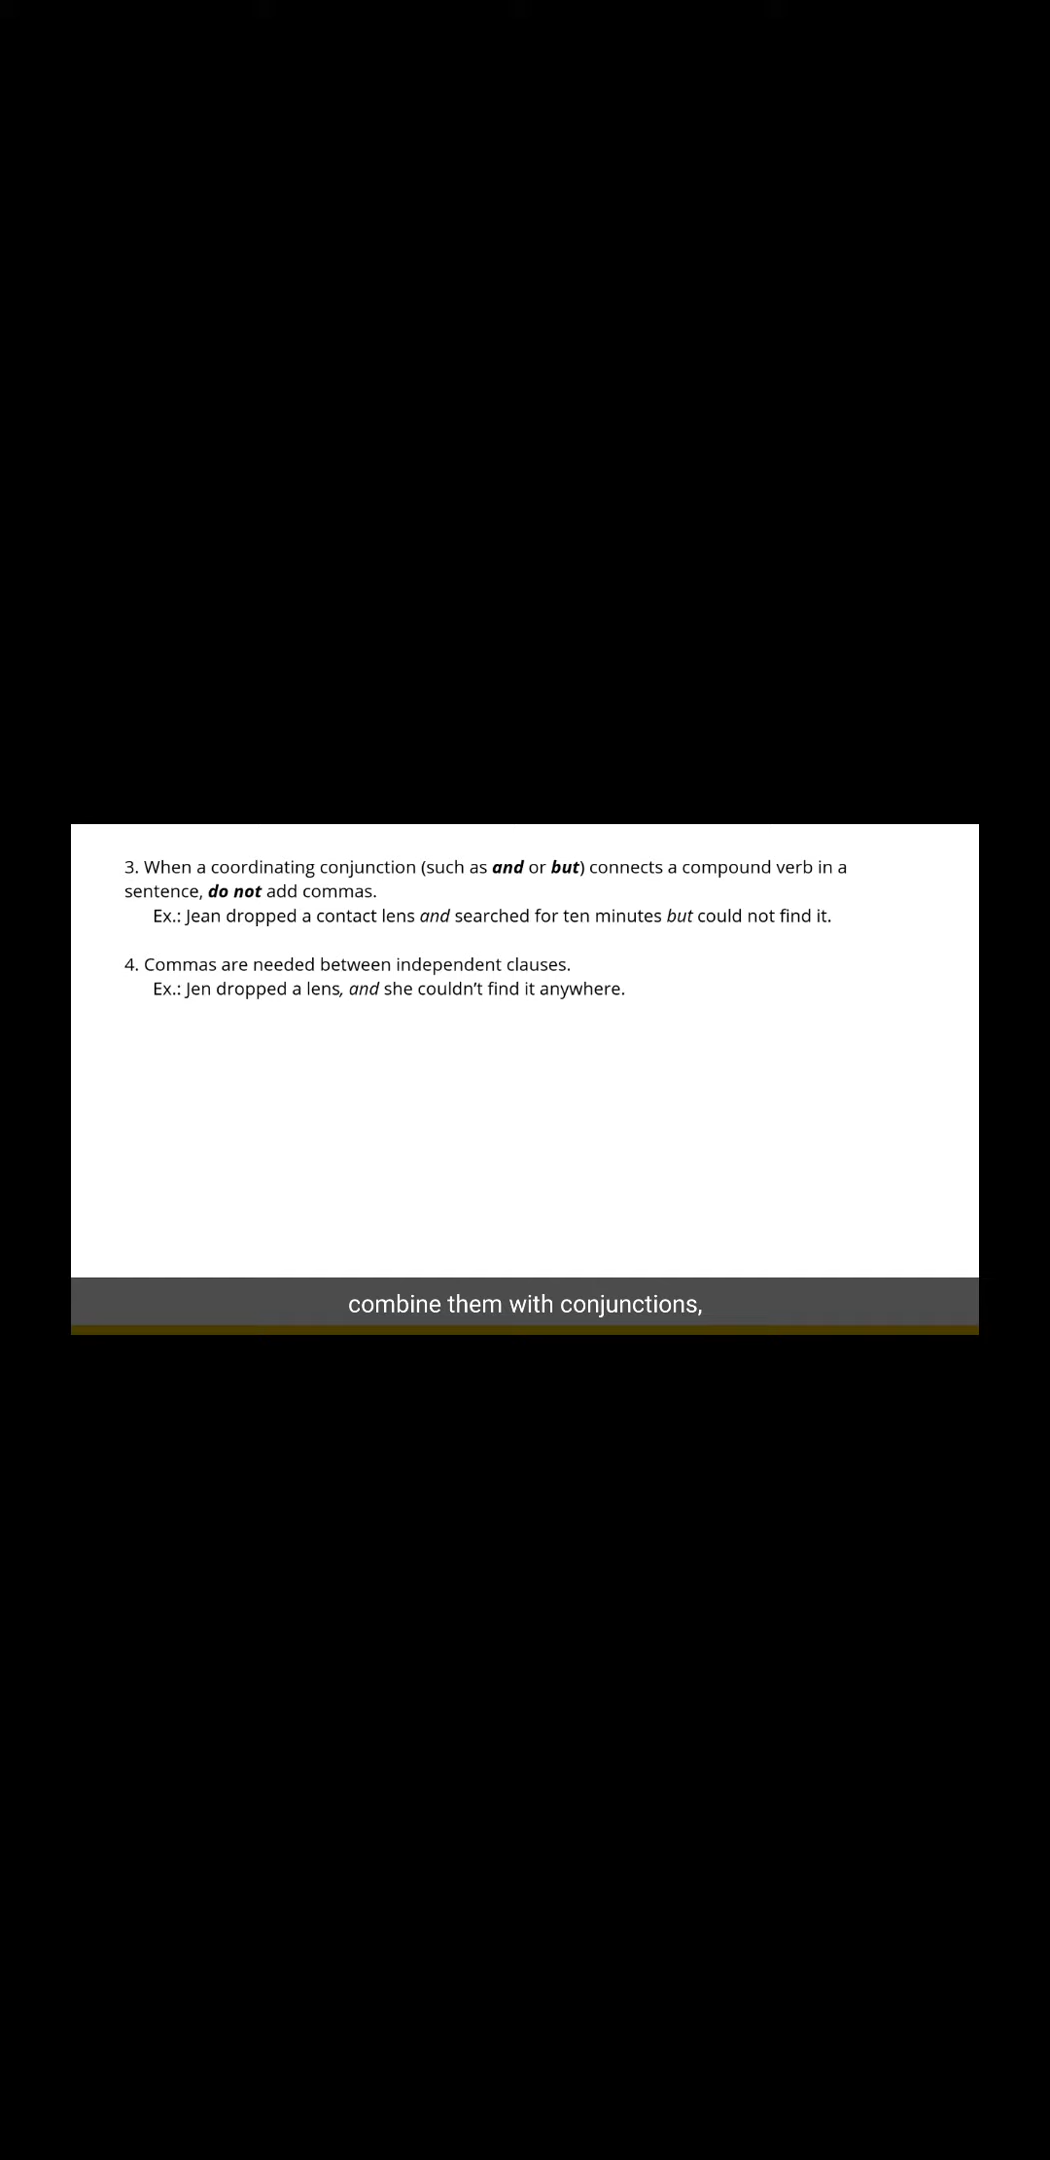 3. When a coordinating conjunction (such as and or but) connects a compound verb in a
sentence, do not add commas.
Ex.: Jean dropped a contact lens and searched for ten minutes but could not find it.
4. Commas are needed between independent clauses.
Ex.: Jen dropped a lens, and she couldn’t find it anywhere.
combine them with conjunctions,